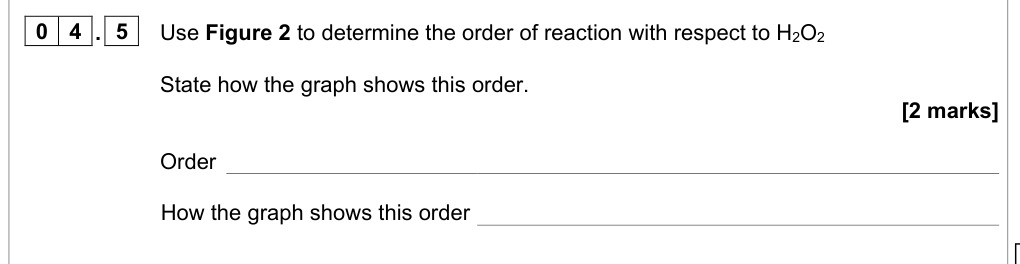 0 4 . 5 Use Figure 2 to determine the order of reaction with respect to H₂O₂
State how the graph shows this order.
[2 marks]
Order
How the graph shows this order